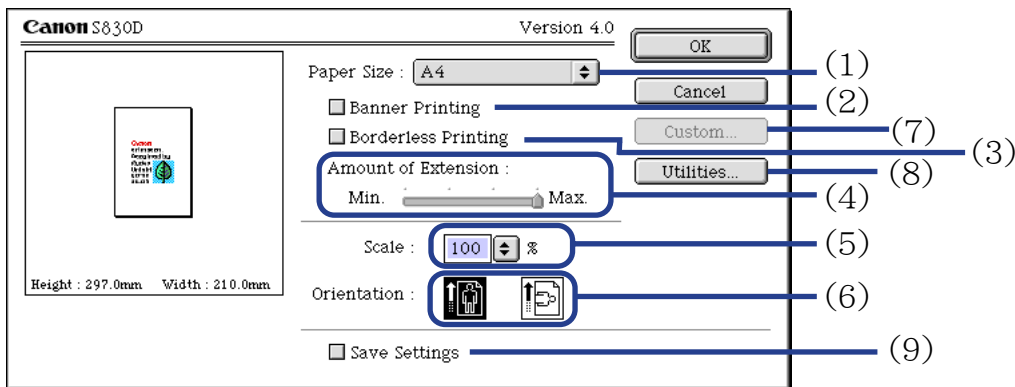 Canon S830D
Version 4.0
OK
Paper Size : A4
(1)
Cancel
Banner Printing
(2)
Custom...
(7)
Borderless Printing
(3)
Amount of Extension :
Utilities...
(8)
Min. Max.
(4)
Scale : 100 %
(5)
Height : 297.0mm Width : 210.0mm
Orientation :
(6)
Save Settings
(9)